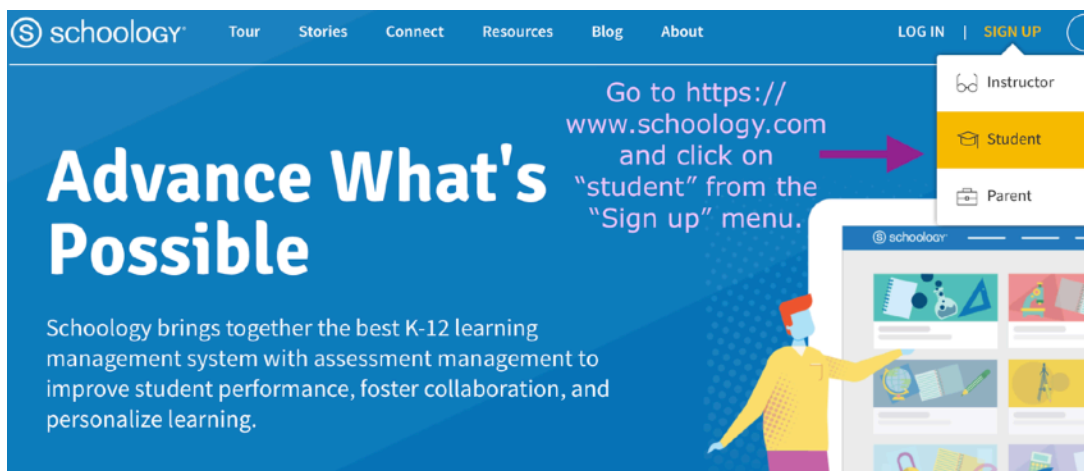 schoology
Tour Stories Connect Resources Blog About LOG IN | SIGN UP
Instructor
Student
Parent
Go to https://
www.schoology.com
and click on
“student” from the
“Sign up” menu.
Advance What's
Possible
Schoology brings together the best K-12 learning
management system with assessment management to
improve student performance, foster collaboration, and
personalize learning.
schoology